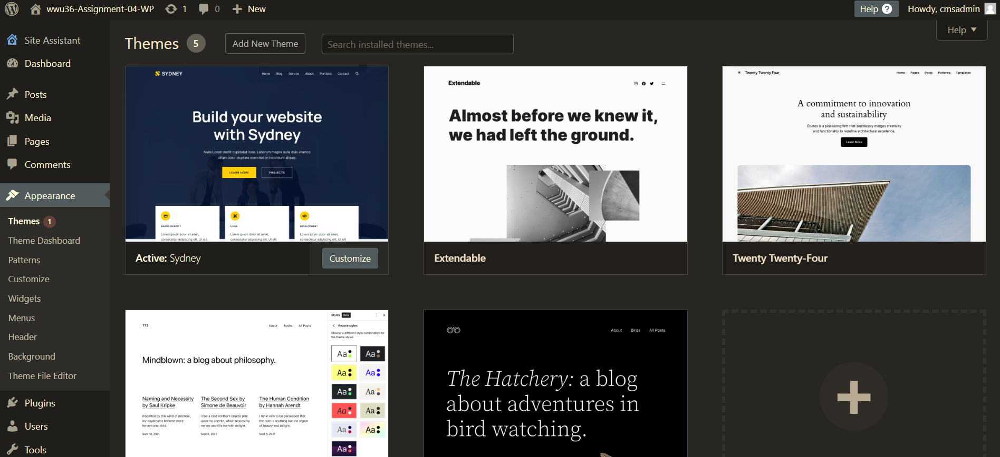 wwu36-Assignment-04-WP
1
0
New
Help ?
Howdy, cmsadmin
Help
Site Assistant
Dashboard
Posts
Media
Pages
Comments
Appearance
Themes 1
Theme Dashboard
Patterns
Customize
Widgets
Menus
Header
Background
Theme File Editor
Plugins
Users
Tools
Themes 5
Add New Theme
Search installed themes...
SYDNEY
Home Blog Service About Portfolio Contact
Build your website
with Sydney
Nulla Lorem mollit cupidatat irure. Laborum magna nulla duis ullamco
cillum dolor oluptate exercitation incididunt aliquip.
LEARN MORE
PROJECTS
BRAND IDENTITY
Lorem ipsum dolor sit amet,
consectetur adipiscing elit. Ut elit
UI/UX
Lorem ipsum dolor sit amet,
consectetur adipiscing elit. Ut elit
DEVELOPMENT
Lorem ipsum dolor sit amet,
consectetur adipiscing elit. Ut elit
Active: Sydney
Customize
Extendable
Almost before we knew it,
we had left the ground.
Extendable
Twenty Twenty Four
Home Pages Posts Patterns Templates
A commitment to innovation
and sustainability
Études is a pioneering firm that seamlessly merges creativity
and functionality to redefine architectural excellence.
Learn More
Twenty Twenty-Four
TT3
About Books All Posts
Mindblown: a blog about philosophy.
Naming and Necessity
by Saul Kripke
Inspirited by this wind of promise,
my daydreams become more
fervent and vivid.
Sept 10, 2021
The Second Sex by
Simone de Beauvoir
I feel a cold northern breeze play
upon my cheeks, which braces my
nerves and fills me with delight.
Sept 8, 2021
The Human Condition
by Hannah Arendt
I try in vain to be persuaded that
the pole is anything but the region
of beauty and delight.
Sept 6, 2021
Styles Beta
Browse styles
Choose a different style combination for
the theme styles
Aa Aa
Aa Aa
Aa Aa
Aa Aa
Aa Aa
Aa
About Birds All Posts
The Hatchery: a blog
about adventures in
bird watching.